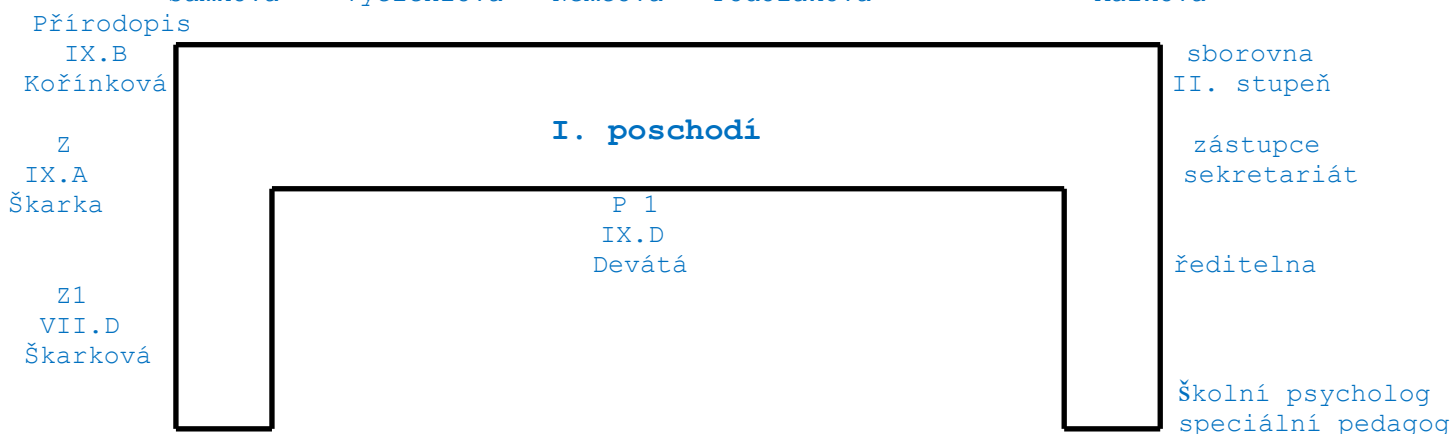 Přírodopis
IX.B
Kořínková
sborovna
II. stupeň
I. poschodí
Z
IX.A
Škarka
zástupce
sekretariát
P 1
IX.D
Devátá
ředitelna
Z1
VII.D
Škarková
Školní psycholog
speciální pedagog